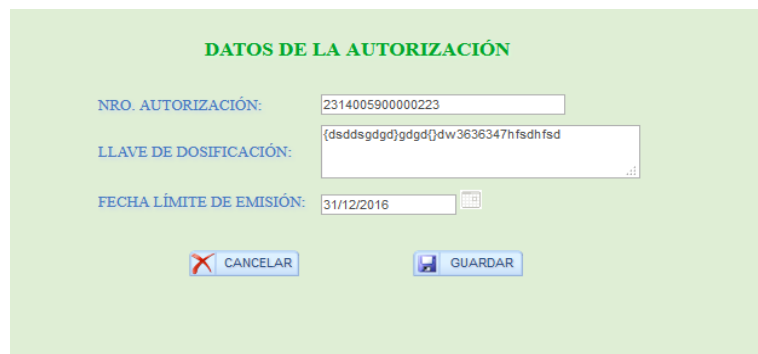 DATOS DE LA AUTORIZACIÓN
NRO. AUTORIZACIÓN: 2314005900000223
LLAVE DE DOSIFICACIÓN: {dsddsgdgd}gdgd{}dw3636347hfsdhfsd
FECHA LÍMITE DE EMISIÓN: 31/12/2016
CANCELAR GUARDAR